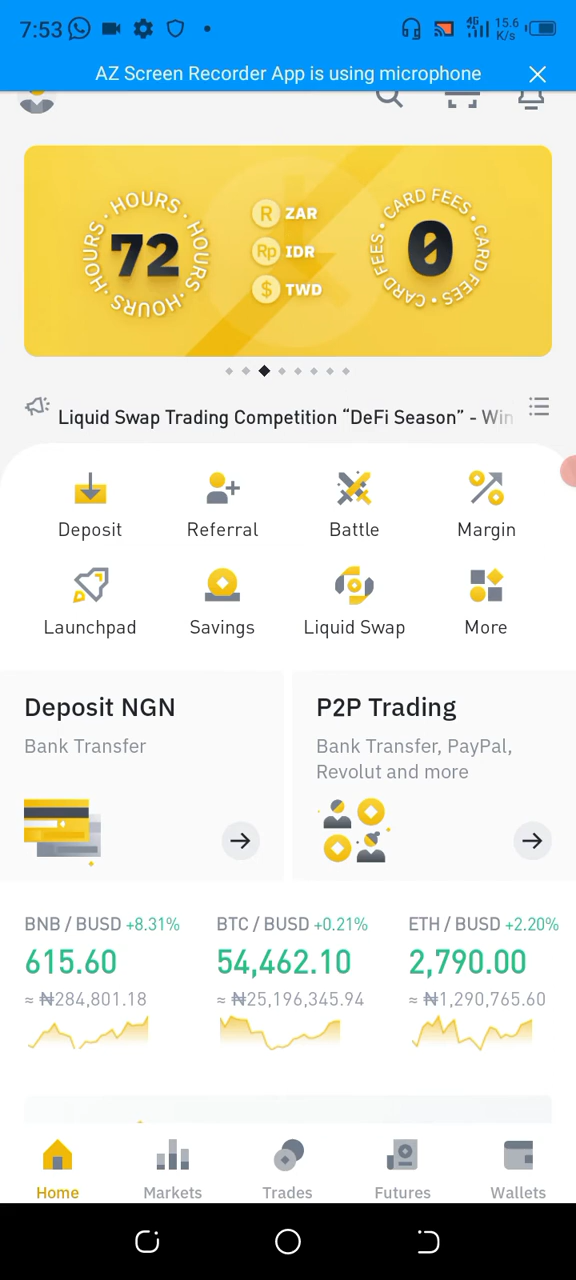 7:53
4G
15.6
K/s
AZ Screen Recorder App is using microphone
HOURS · HOURS · HOURS · HOURS ·
72
R ZAR
Rp IDR
$ TWD
CARD FEES • CARD FEES • CARD FEES •
0
Liquid Swap Trading Competition “DeFi Season” - Win
Deposit
Referral
Battle
Margin
Launchpad
Savings
Liquid Swap
More
Deposit NGN
Bank Transfer
P2P Trading
Bank Transfer, PayPal,
Revolut and more
BNB / BUSD +8.31%
615.60
≈ ₦284,801.18
BTC / BUSD +0.21%
54,462.10
≈ ₦25,196,345.94
ETH / BUSD +2.20%
2,790.00
≈ ₦1,290,765.60
Home
Markets
Trades
Futures
Wallets